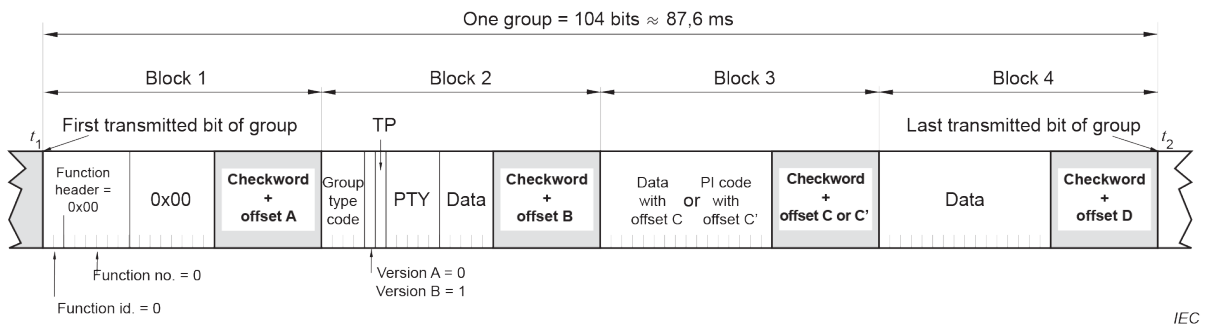 One group = 104 bits ≈ 87,6 ms
Block 1
Block 2
Block 3
Block 4
First transmitted bit of group
TP
Last transmitted bit of group
t1
t2
Function
header =
0x00
0x00
Checkword
+
offset A
Group
type
code
PTY
Data
Checkword
+
offset B
Data
with
offset C
or
PI code
with
offset C'
Checkword
+
offset C or C'
Data
Checkword
+
offset D
Function no. = 0
Function id. = 0
Version A = 0
Version B = 1
IEC